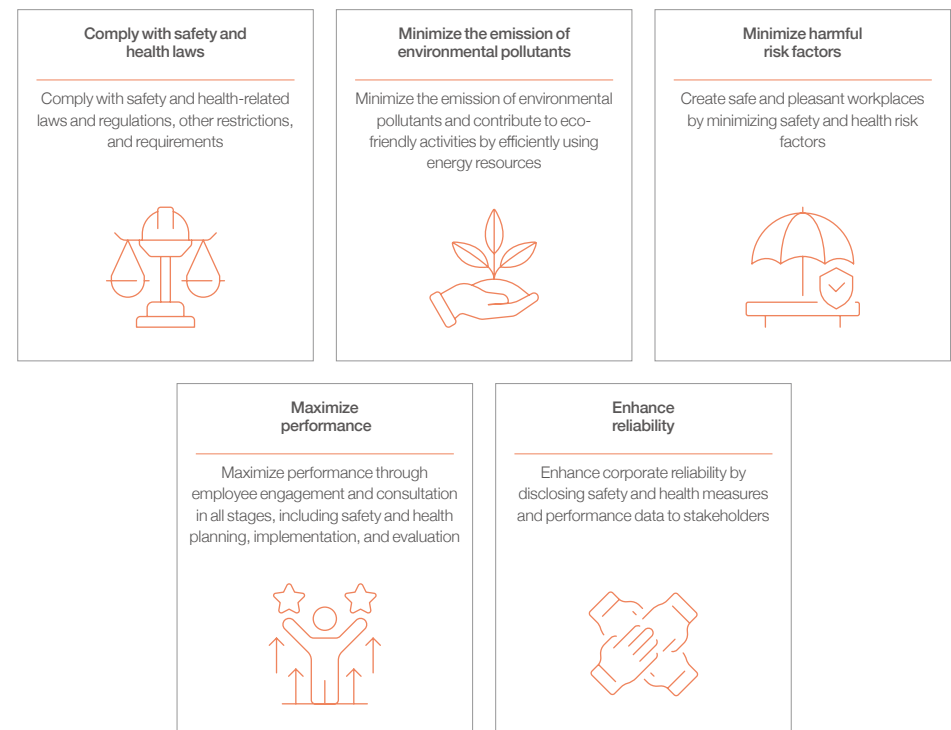 Comply with safety and
health laws
Comply with safety and health-related
laws and regulations, other restrictions,
and requirements
Minimize the emission of
environmental pollutants
Minimize the emission of environmental
pollutants and contribute to eco-
friendly activities by efficiently using
energy resources
Minimize harmful
risk factors
Create safe and pleasant workplaces
by minimizing safety and health risk
factors
Maximize
performance
Maximize performance through
employee engagement and consultation
in all stages, including safety and health
planning, implementation, and evaluation
Enhance
reliability
Enhance corporate reliability by
disclosing safety and health measures
and performance data to stakeholders